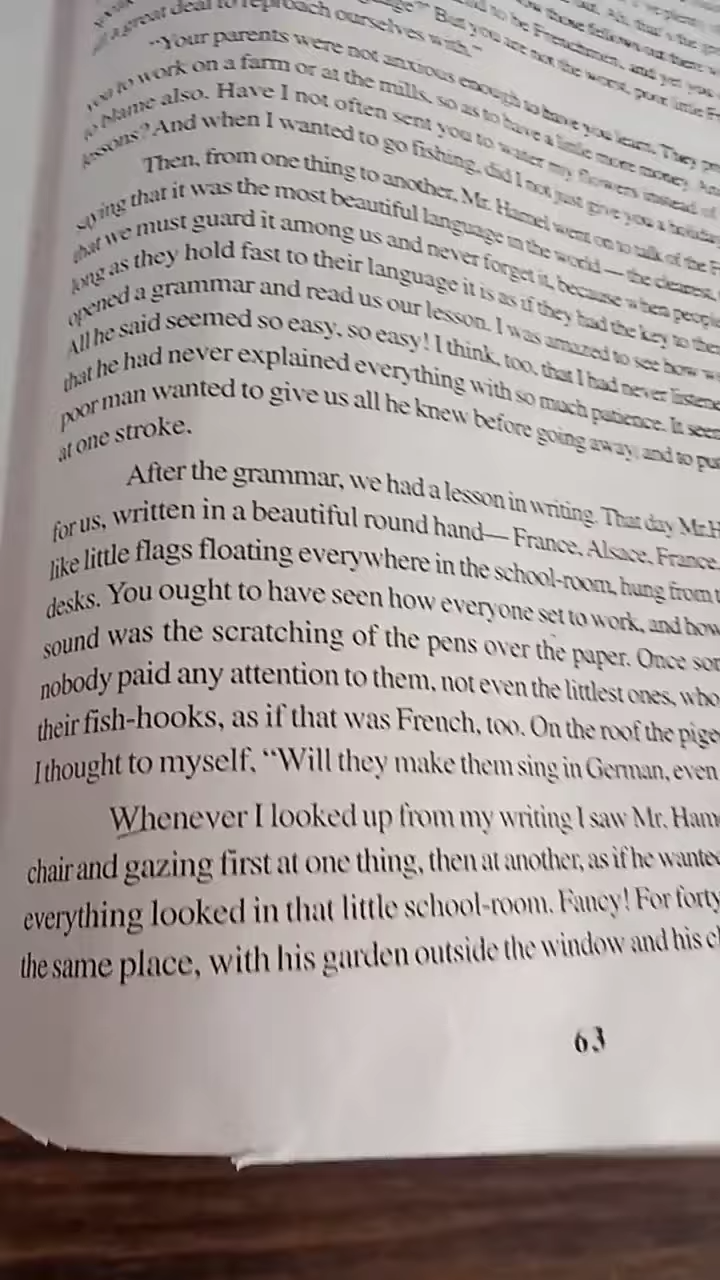 a great deal to reproach ourselves with."
"Your parents were not anxious enough to have you learn. They
you to work on a farm or at the mills, so as to have a little more money.
to blame also. Have I not often sent you to water my flowers instead of
lessons? And when I wanted to go fishing, did I not just give you a holiday
Then, from one thing to another, Mr. Hamel went on to talk of the
saying that it was the most beautiful language in the world — the clearest,
that we must guard it among us and never forget it, because when people
long as they hold fast to their language it is as if they had the key to
opened a grammar and read us our lesson. I was amazed to see how
All he said seemed so easy, so easy! I think, too, that I had never
that he had never explained everything with so much patience. It
poor man wanted to give us all he knew before going away, and to
at one stroke.
After the grammar, we had a lesson in writing. That day Mr.
for us, written in a beautiful round hand— France, Alsace, France,
like little flags floating everywhere in the school-room, hung from
desks. You ought to have seen how everyone set to work, and how
sound was the scratching of the pens over the paper. Once
nobody paid any attention to them, not even the littlest ones, who
their fish-hooks, as if that was French, too. On the roof the
I thought to myself, “Will they make them sing in German, even
Whenever I looked up from my writing I saw Mr. Ham
chair and gazing first at one thing, then at another, as if he wanted
everything looked in that little school-room. Fancy! For forty
the same place, with his garden outside the window and his
63